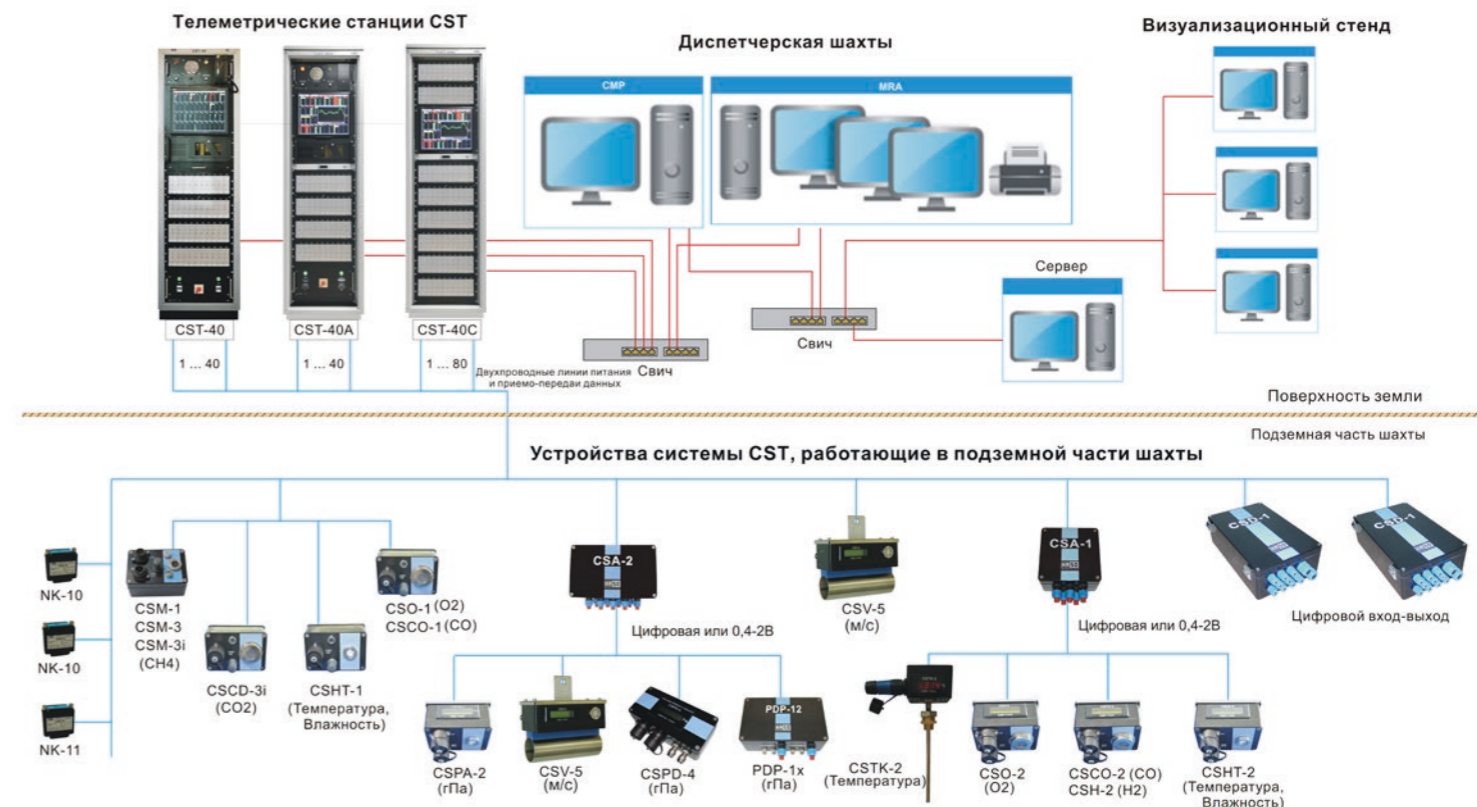 Телеметрические станции CST
Диспетчерская шахты
Визуализационный стенд
CMP
MRA
Сервер
CST-40
CST-40A
CST-40C
1 ... 40
1 ... 40
1 ... 80
Двухпроводные линии питания
и приемо-передаи данных
Свич
Свич
Поверхность земли
Подземная часть шахты
Устройства системы CST, работающие в подземной части шахты
NK-10
NK-10
NK-11
CSM-1
CSM-3
CSM-3i
(CH4)
CSCD-3i
(CO2)
CSHT-1
(Температура,
Влажность)
CSO-1 (O2)
CSCO-1 (CO)
CSA-2
Цифровая или 0,4-2В
CSV-5
(м/с)
CSA-1
Цифровая или 0,4-2В
CSD-1
CSD-1
Цифровой вход-выход
CSPA-2
(гПа)
CSV-5
(м/с)
CSPD-4
(гПа)
PDP-12
PDP-1x
(гПа)
CSTK-2
(Температура)
CSO-2
(O2)
CSCO-2 (CO)
CSH-2 (H2)
CSHT-2
(Температура,
Влажность)